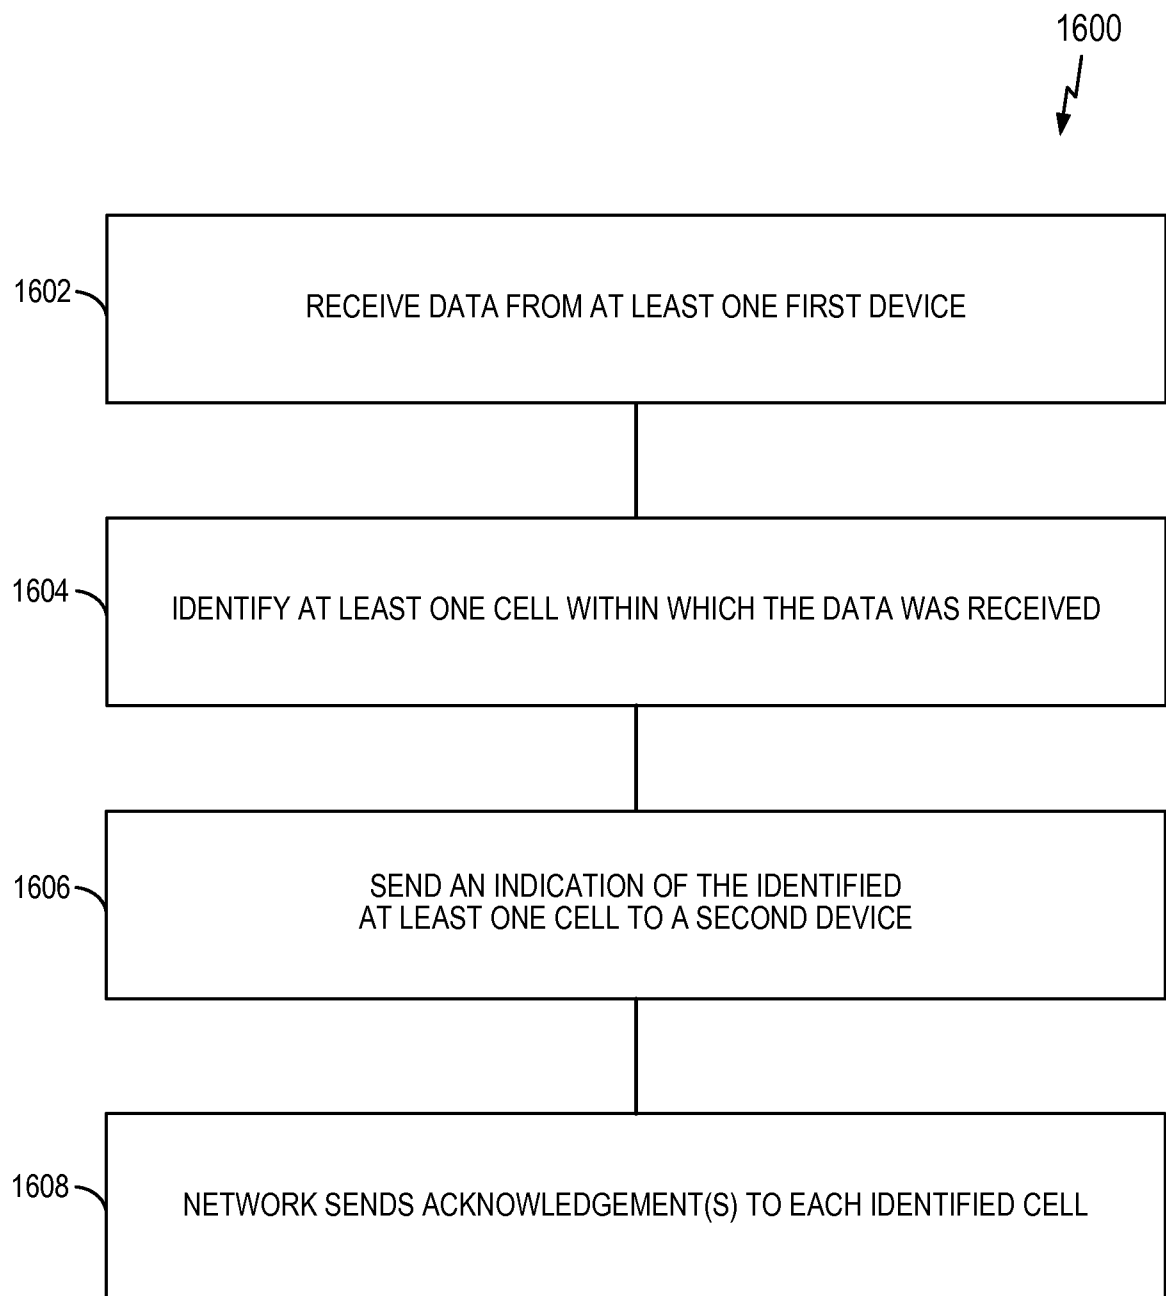 1600
1602
RECEIVE DATA FROM AT LEAST ONE FIRST DEVICE
1604
IDENTIFY AT LEAST ONE CELL WITHIN WHICH THE DATA WAS RECEIVED
1606
SEND AN INDICATION OF THE IDENTIFIED
AT LEAST ONE CELL TO A SECOND DEVICE
1608
NETWORK SENDS ACKNOWLEDGEMENT(S) TO EACH IDENTIFIED CELL